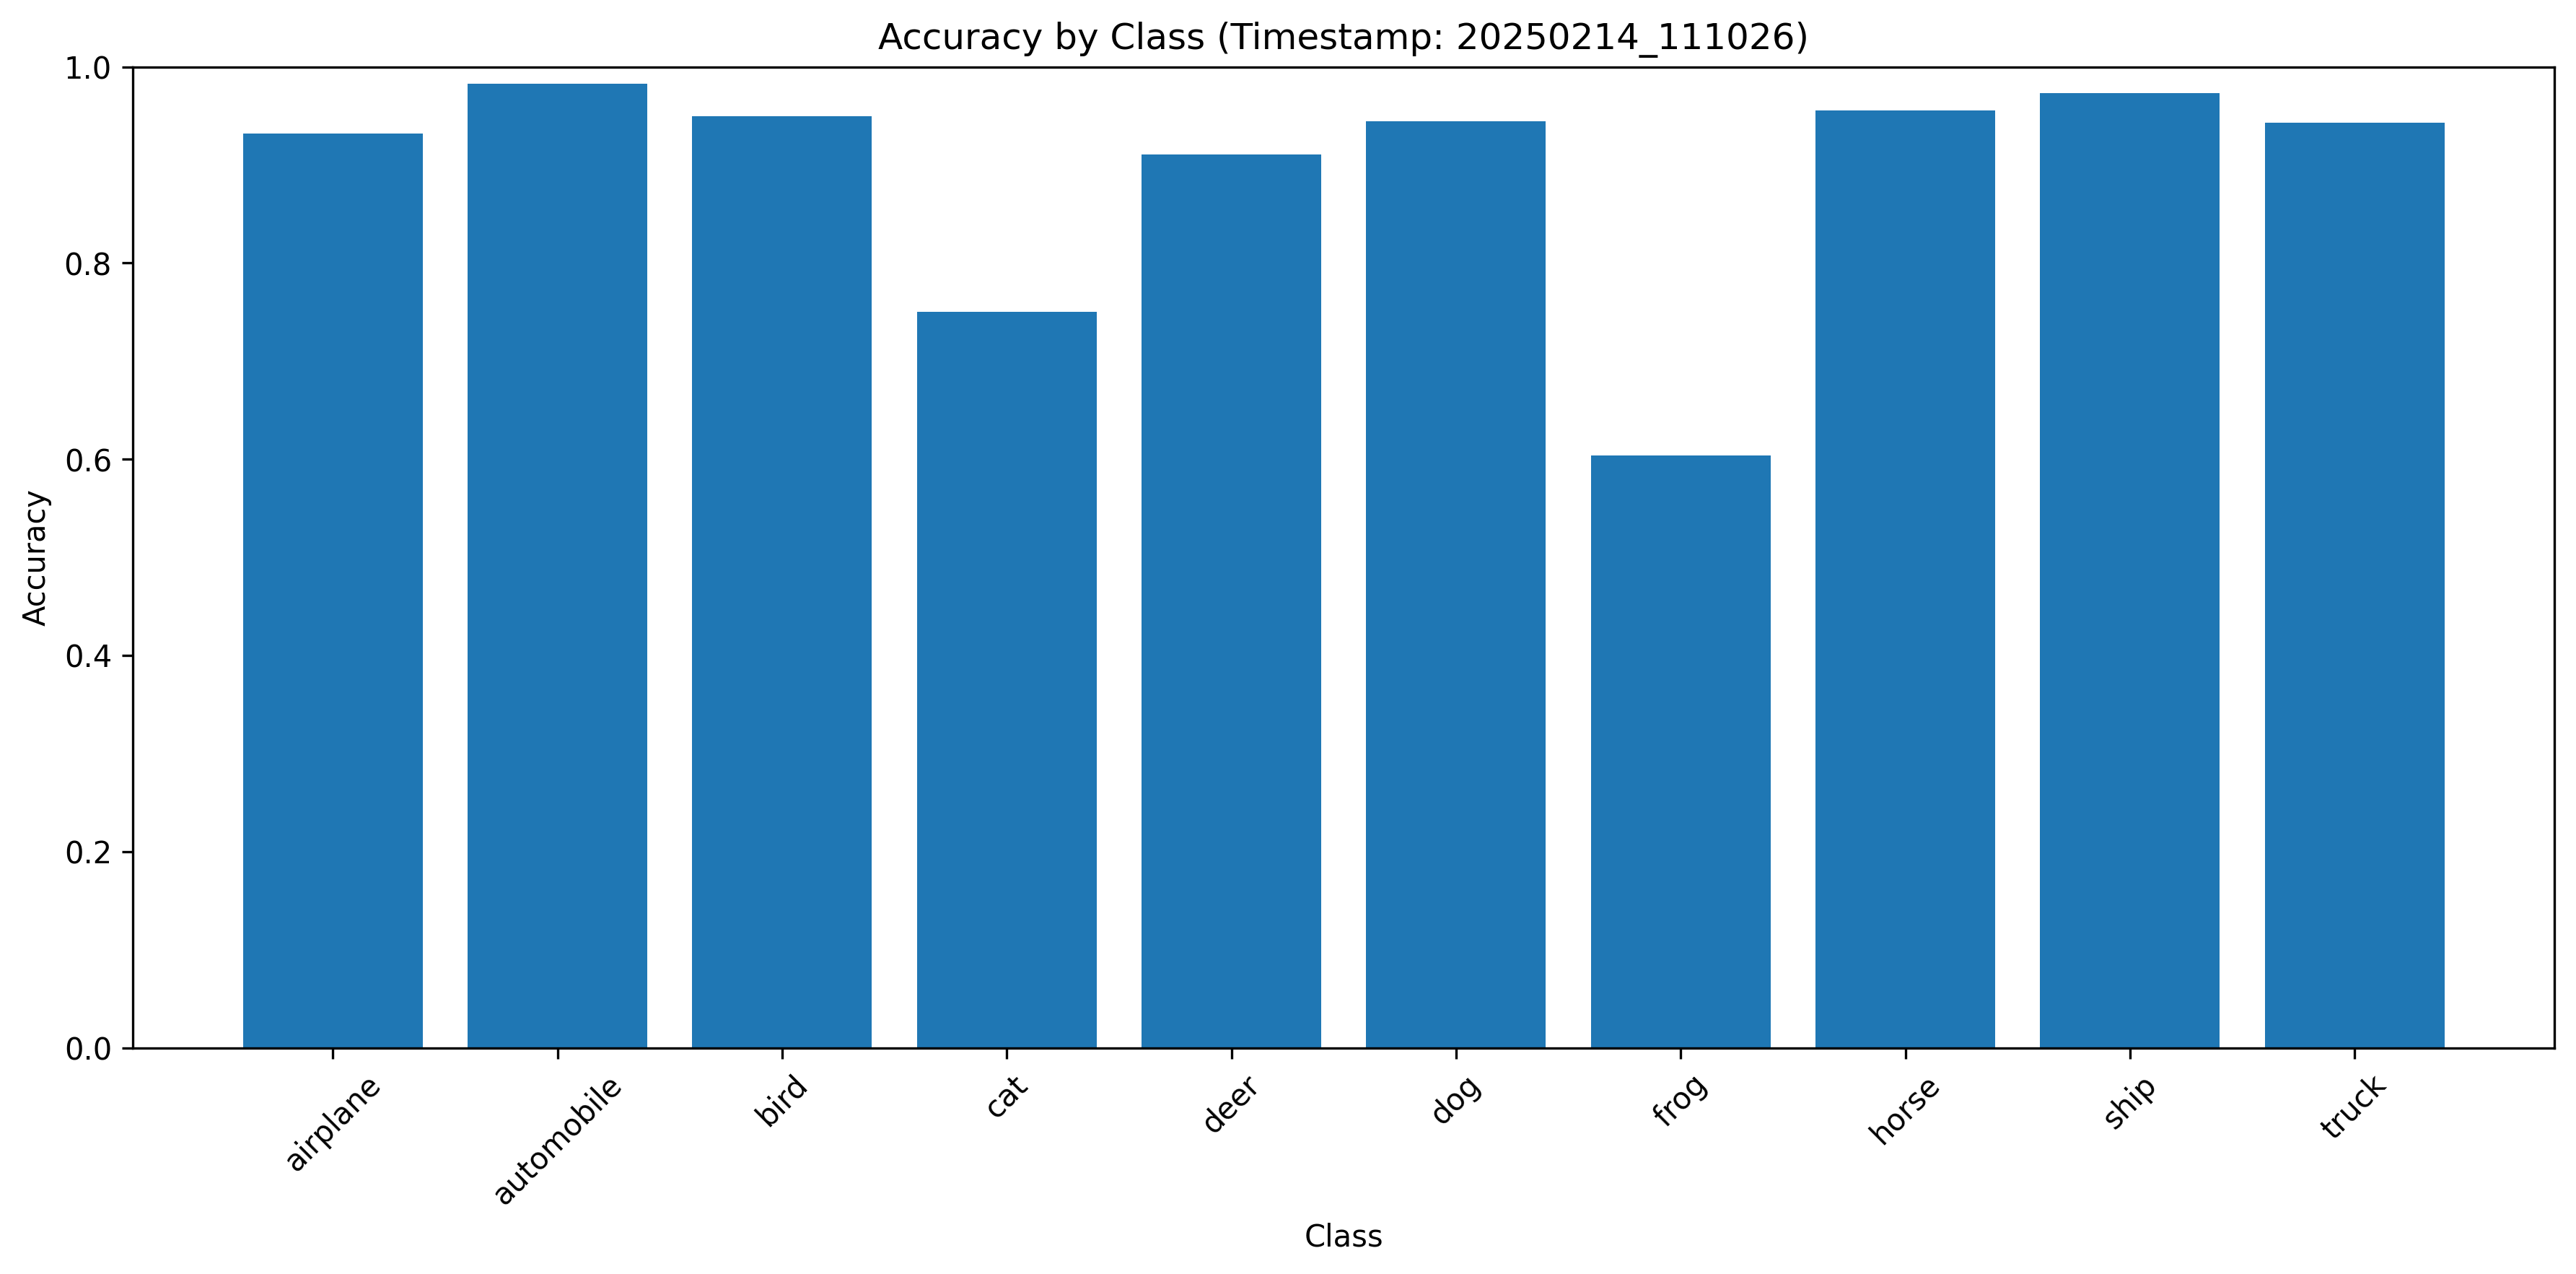 Accuracy by Class (Timestamp: 20250214_111026)
1.0
0.8
0.6
0.4
0.2
0.0
Accuracy
airplane
automobile
bird
cat
deer
dog
frog
horse
ship
truck
Class